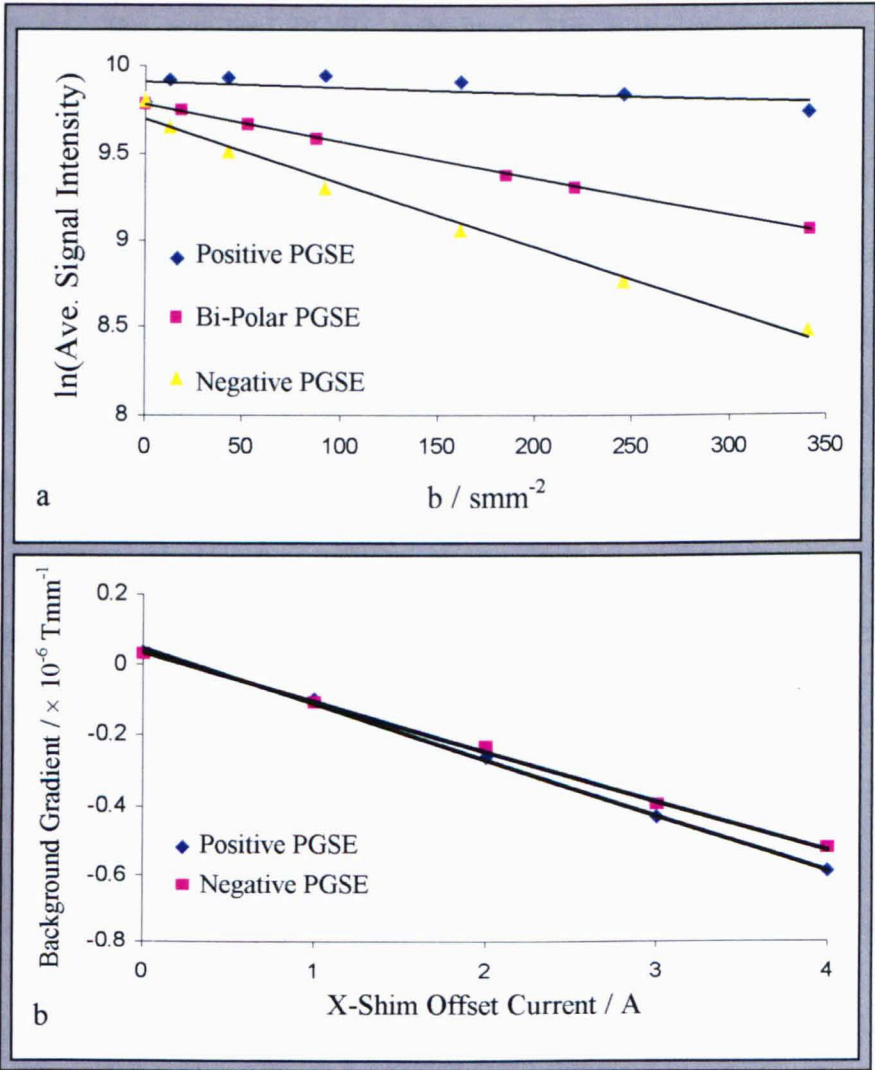 10
9.5
9
8.5
8
ln(Ave. Signal Intensity)
Positive PGSE
Bi-Polar PGSE
Negative PGSE
0 50 100 150 200 250 300 350
b / smm⁻²
a
0.2
0
-0.2
-0.4
-0.6
-0.8
Background Gradient / × 10⁻⁶ Tmm⁻¹
Positive PGSE
Negative PGSE
0 1 2 3 4
X-Shim Offset Current / A
b